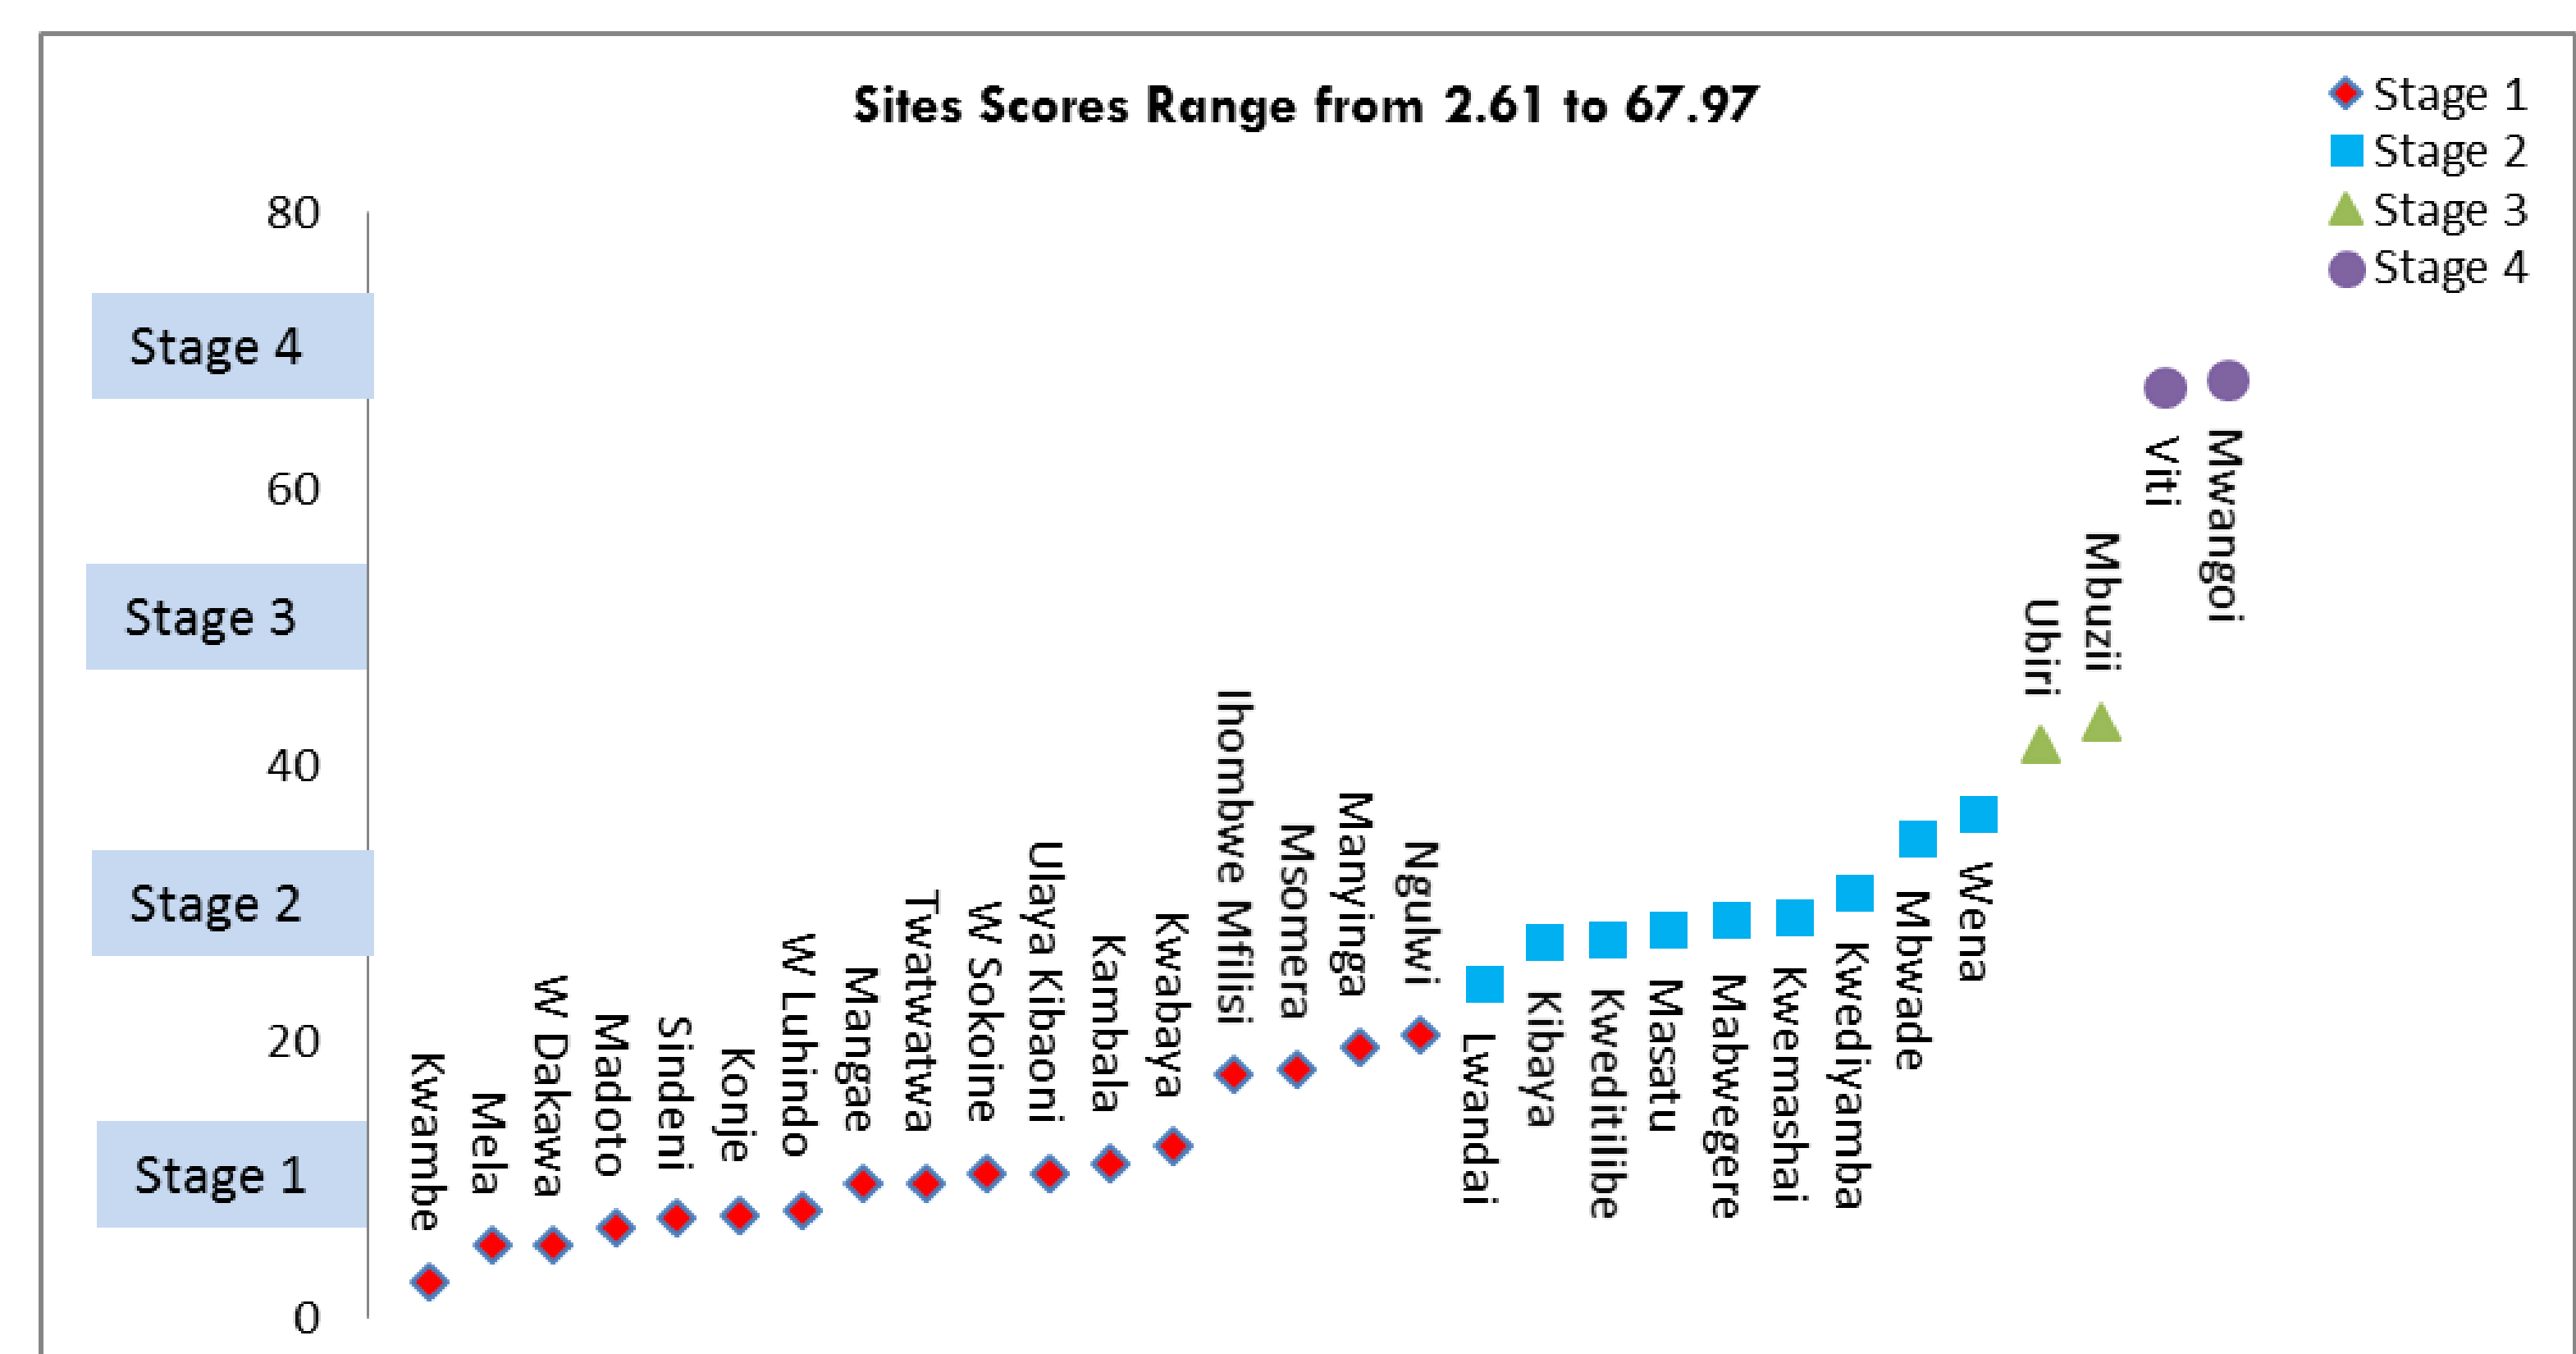 Sites Scores Range from 2.61 to 67.97
Stage 1
Stage 2
Stage 3
Stage 4
80
60
40
20
0
Stage 4
Stage 3
Stage 2
Stage 1
Kwambe
Mela
W Dakawa
Madoto
Sindeni
Konje
W Luhindo
Mangae
Twatwatwa
W Sokoine
Ulaya Kibaoni
Kambala
Kwabaya
Ihombwe Mfilisi
Msomera
Manyinga
Ngulwi
Lwandai
Kibaya
Kweditilibe
Masatu
Mabwegere
Kwemashai
Kwediyamba
Mbwade
Wena
Ubiri
Mbuzii
Viti
Mwangoi